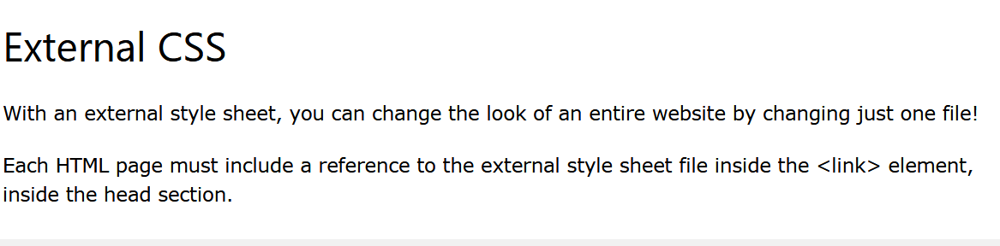 External CSS
With an external style sheet, you can change the look of an entire website by changing just one file!
Each HTML page must include a reference to the external style sheet file inside the <link> element,
inside the head section.